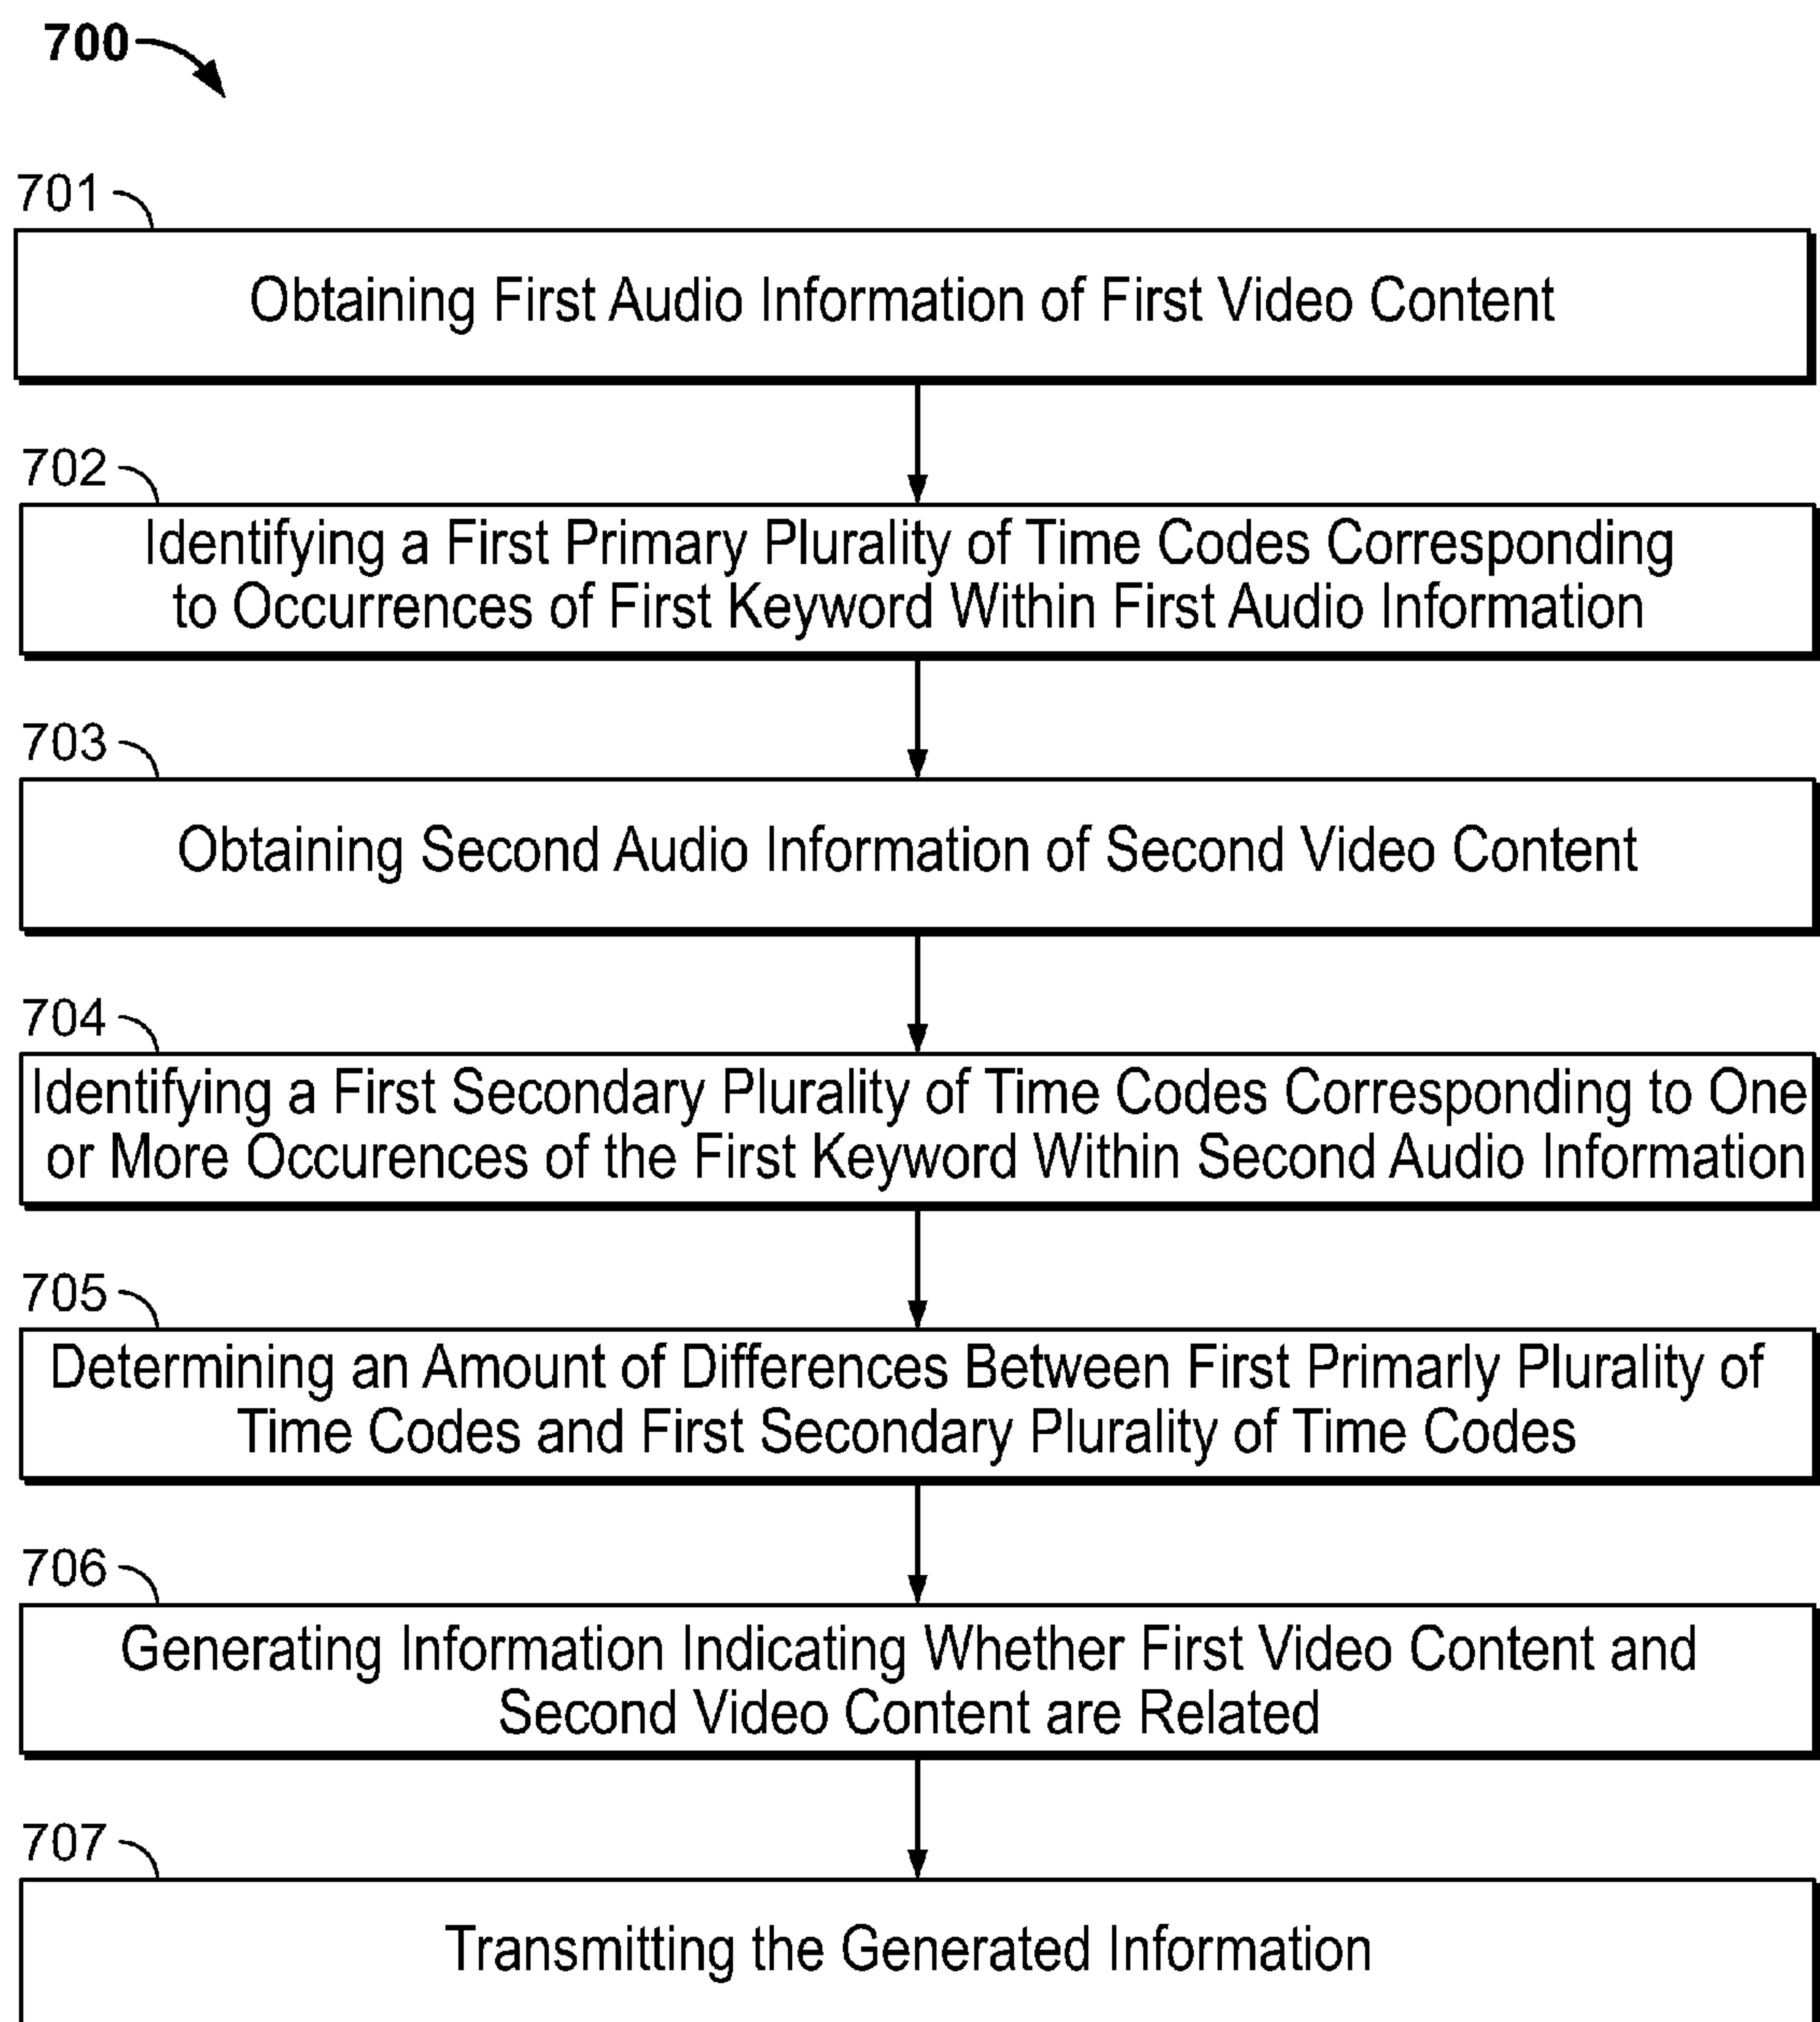 700
701
Obtaining First Audio Information of First Video Content
702
Identifying a First Primary Plurality of Time Codes Corresponding
to Occurrences of First Keyword Within First Audio Information
703
Obtaining Second Audio Information of Second Video Content
704
Identifying a First Secondary Plurality of Time Codes Corresponding to One
or More Occurences of the First Keyword Within Second Audio Information
705
Determining an Amount of Differences Between First Primarly Plurality of
Time Codes and First Secondary Plurality of Time Codes
706
Generating Information Indicating Whether First Video Content and
Second Video Content are Related
707
Transmitting the Generated Information